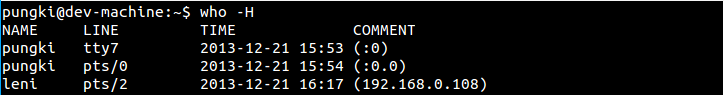 pungki@dev-machine:~$ who -H
NAME     LINE         TIME             COMMENT
pungki   tty7         2013-12-21 15:53 (:0)
pungki   pts/0        2013-12-21 15:54 (:0.0)
leni     pts/2        2013-12-21 16:17 (192.168.0.108)